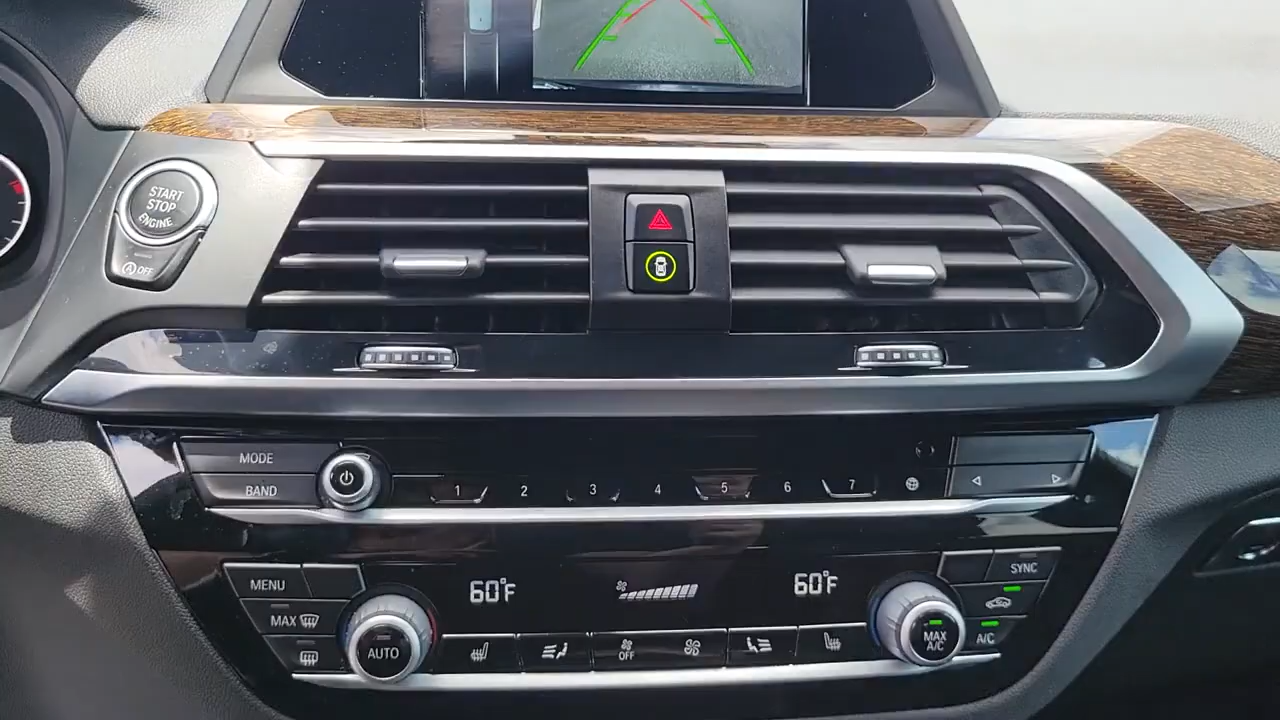 START
STOP
ENGINE
OFF
MODE
BAND
1 2 3 4 5 6 7
MENU
60°F
60°F
SYNC
MAX
AUTO
OFF
MAX
A/C
A/C